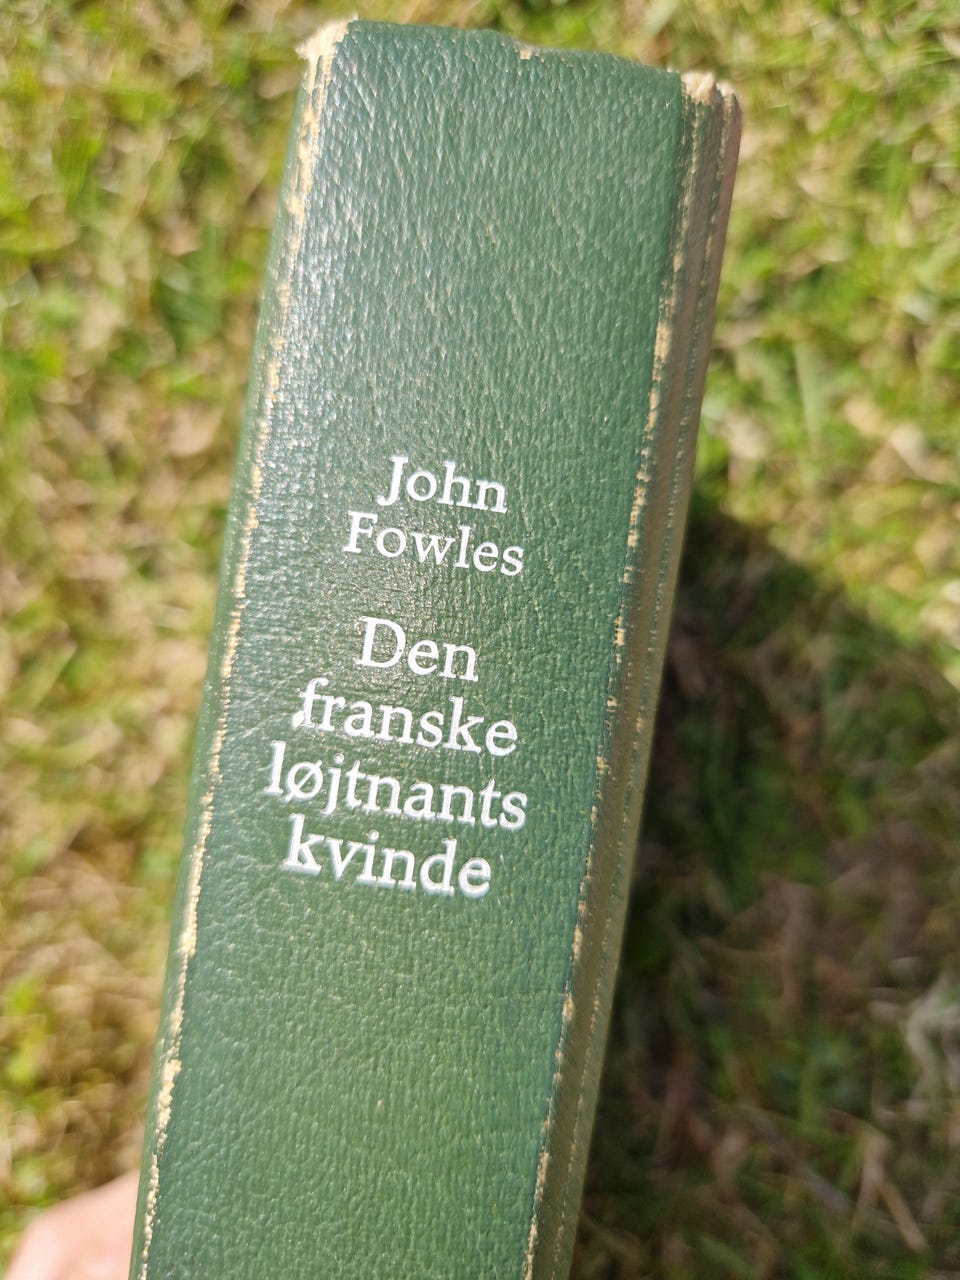 John
Fowles
Den
franske
løjtnants
kvinde